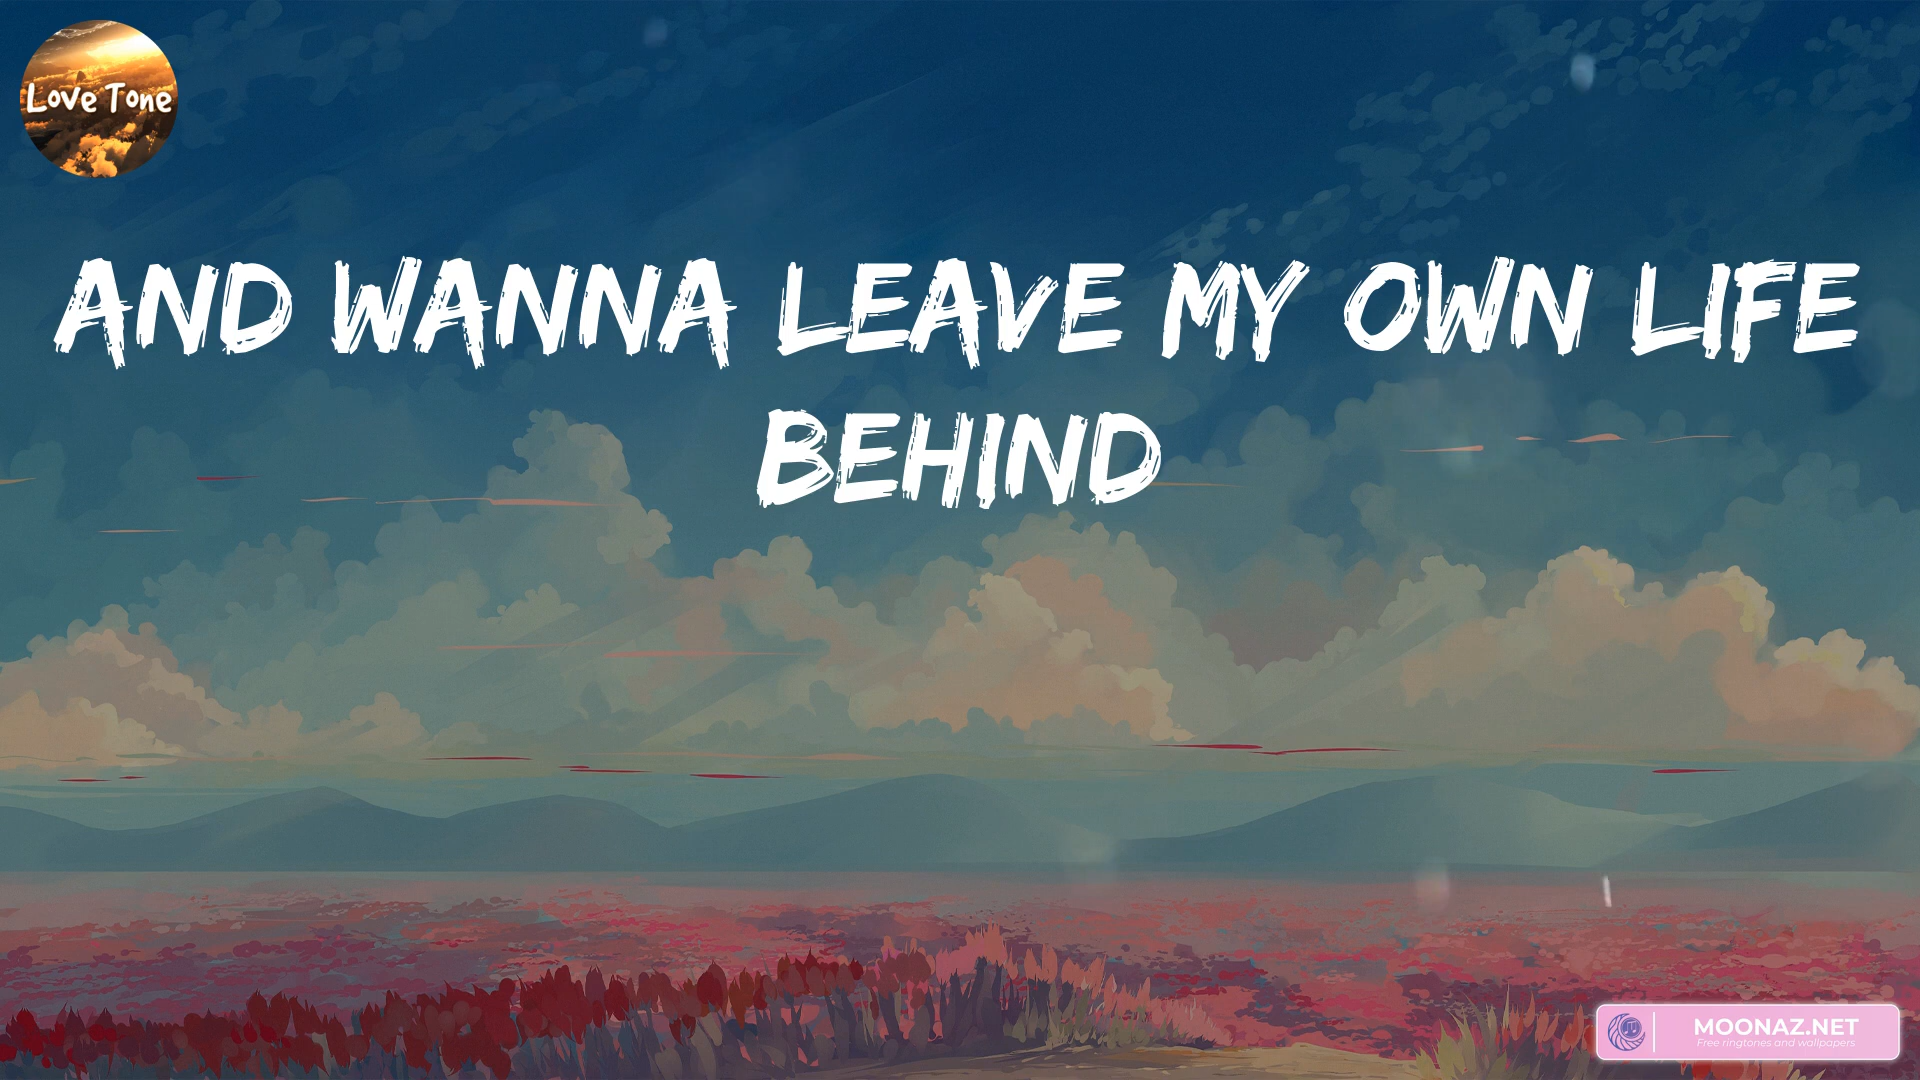 Love Tone
AND WANNA LEAVE MY OWN LIFE
BEHIND
MOONAZ.NET
Free ringtones and wallpapers